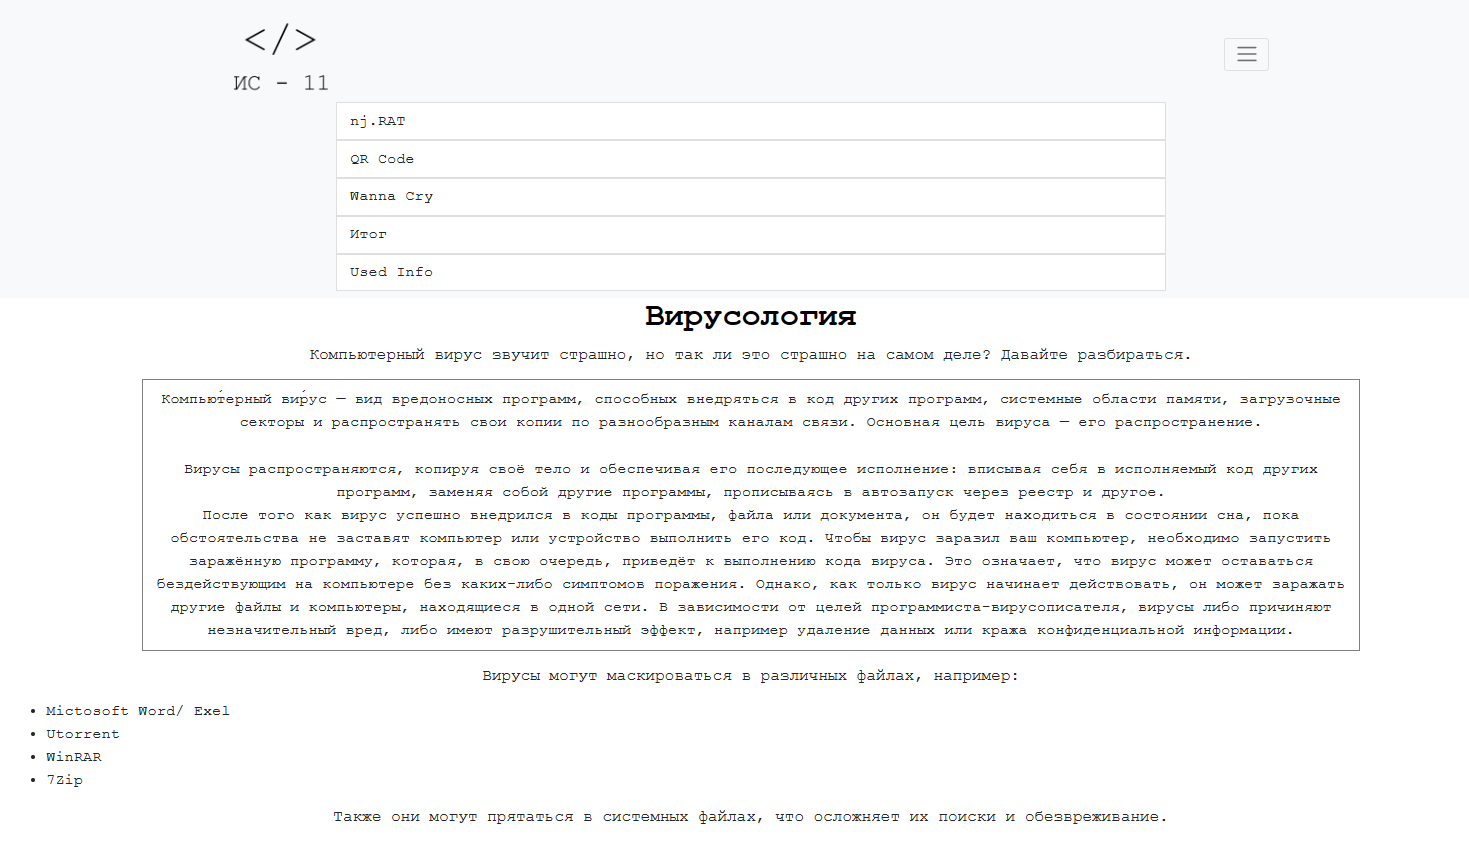 </>
ИС - 11
nj.RAT
QR Code
Wanna Cry
Итог
Used Info
Вирусология
Компьютерный вирус звучит страшно, но так ли это страшно на самом деле? Давайте разбираться.
Компью́терный ви́рус — вид вредоносных программ, способных внедряться в код других программ, системные области памяти, загрузочные
секторы и распространять свои копии по разнообразным каналам связи. Основная цель вируса — его распространение.
Вирусы распространяются, копируя своё тело и обеспечивая его последующее исполнение: вписывая себя в исполняемый код других
программ, заменяя собой другие программы, прописываясь в автозапуск через реестр и другое.
После того как вирус успешно внедрился в коды программы, файла или документа, он будет находиться в состоянии сна, пока
обстоятельства не заставят компьютер или устройство выполнить его код. Чтобы вирус заразил ваш компьютер, необходимо запустить
заражённую программу, которая, в свою очередь, приведёт к выполнению кода вируса. Это означает, что вирус может оставаться
бездействующим на компьютере без каких-либо симптомов поражения. Однако, как только вирус начинает действовать, он может заражать
другие файлы и компьютеры, находящиеся в одной сети. В зависимости от целей программиста-вирусописателя, вирусы либо причиняют
незначительный вред, либо имеют разрушительный эффект, например удаление данных или кража конфиденциальной информации.
Вирусы могут маскироваться в различных файлах, например:
• Mictosoft Word/ Exel
• Utorrent
• WinRAR
• 7Zip
Также они могут прятаться в системных файлах, что осложняет их поиски и обезвреживание.